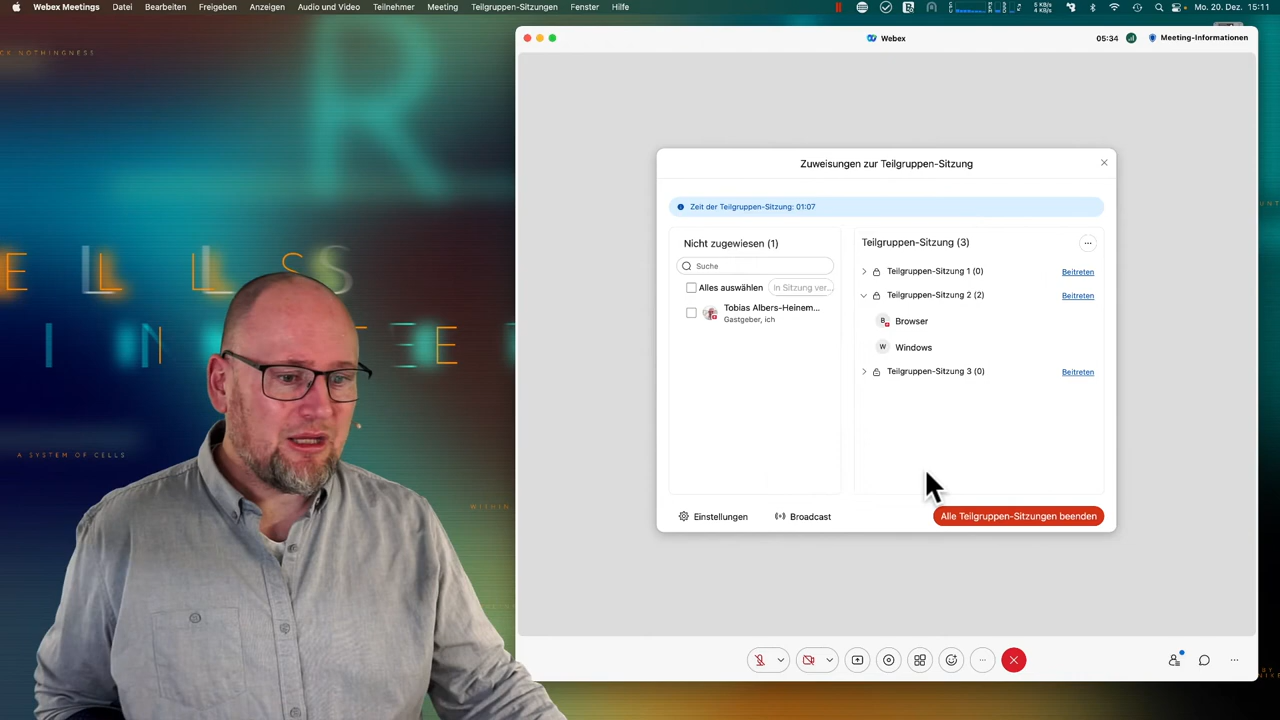 Webex Meetings Datei Bearbeiten Freigeben Anzeigen Audio und Video Teilnehmer Meeting Teilgruppen-Sitzungen Fenster Hilfe
Mo. 20. Dez. 15:11
Webex
05:34
Meeting-Informationen
CK NOTHINGNESS
Zuweisungen zur Teilgruppen-Sitzung
Zeit der Teilgruppen-Sitzung: 01:07
Nicht zugewiesen (1)
Suche
Alles auswählen
In Sitzung ver...
Tobias Albers-Heinem...
Gastgeber, ich
Teilgruppen-Sitzung (3)
Teilgruppen-Sitzung 1 (0)
Beitreten
Teilgruppen-Sitzung 2 (2)
Beitreten
B Browser
W Windows
Teilgruppen-Sitzung 3 (0)
Beitreten
Einstellungen
Broadcast
Alle Teilgruppen-Sitzungen beenden
R
E L L S S
I N
A SYSTEM OF CELLS
WITHIN